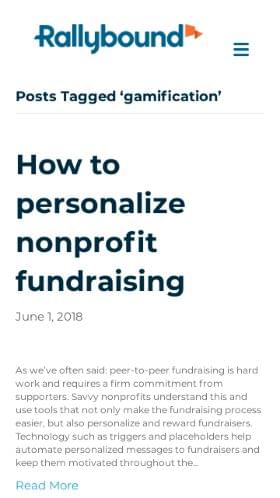 Rallybound
Posts Tagged ‘gamification’
How to
personalize
nonprofit
fundraising
June 1, 2018
As we’ve often said: peer-to-peer fundraising is hard
work and requires a firm commitment from
supporters. Savvy nonprofits understand this and
use tools that not only make the fundraising process
easier, but also personalize and reward fundraisers.
Technology such as triggers and placeholders help
automate personalized messages to fundraisers and
keep them motivated throughout the...
Read More